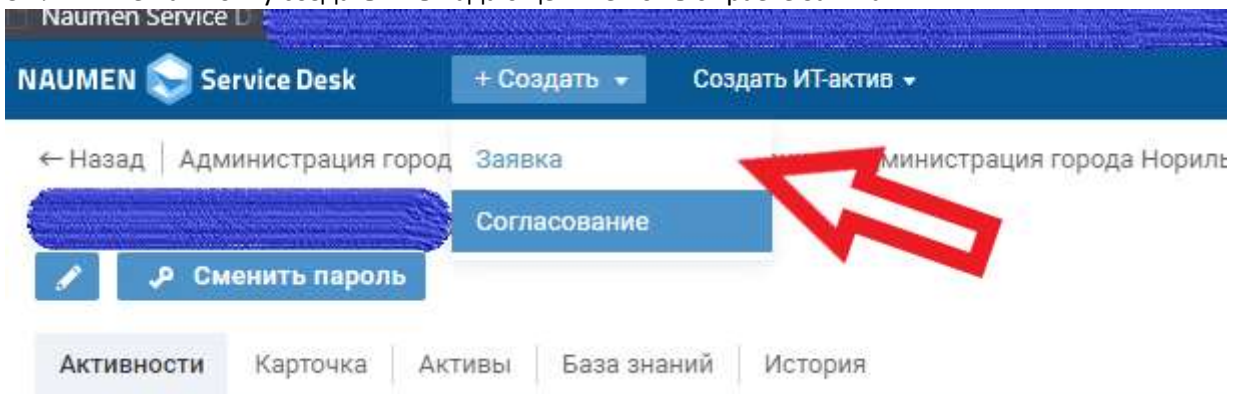 Naumen Service D
NAUMEN Service Desk + Создать Создать ИТ-актив
← Назад Администрация город министрация города Нориль
Заявка
Согласование
Сменить пароль
Активности Карточка Активы База знаний История